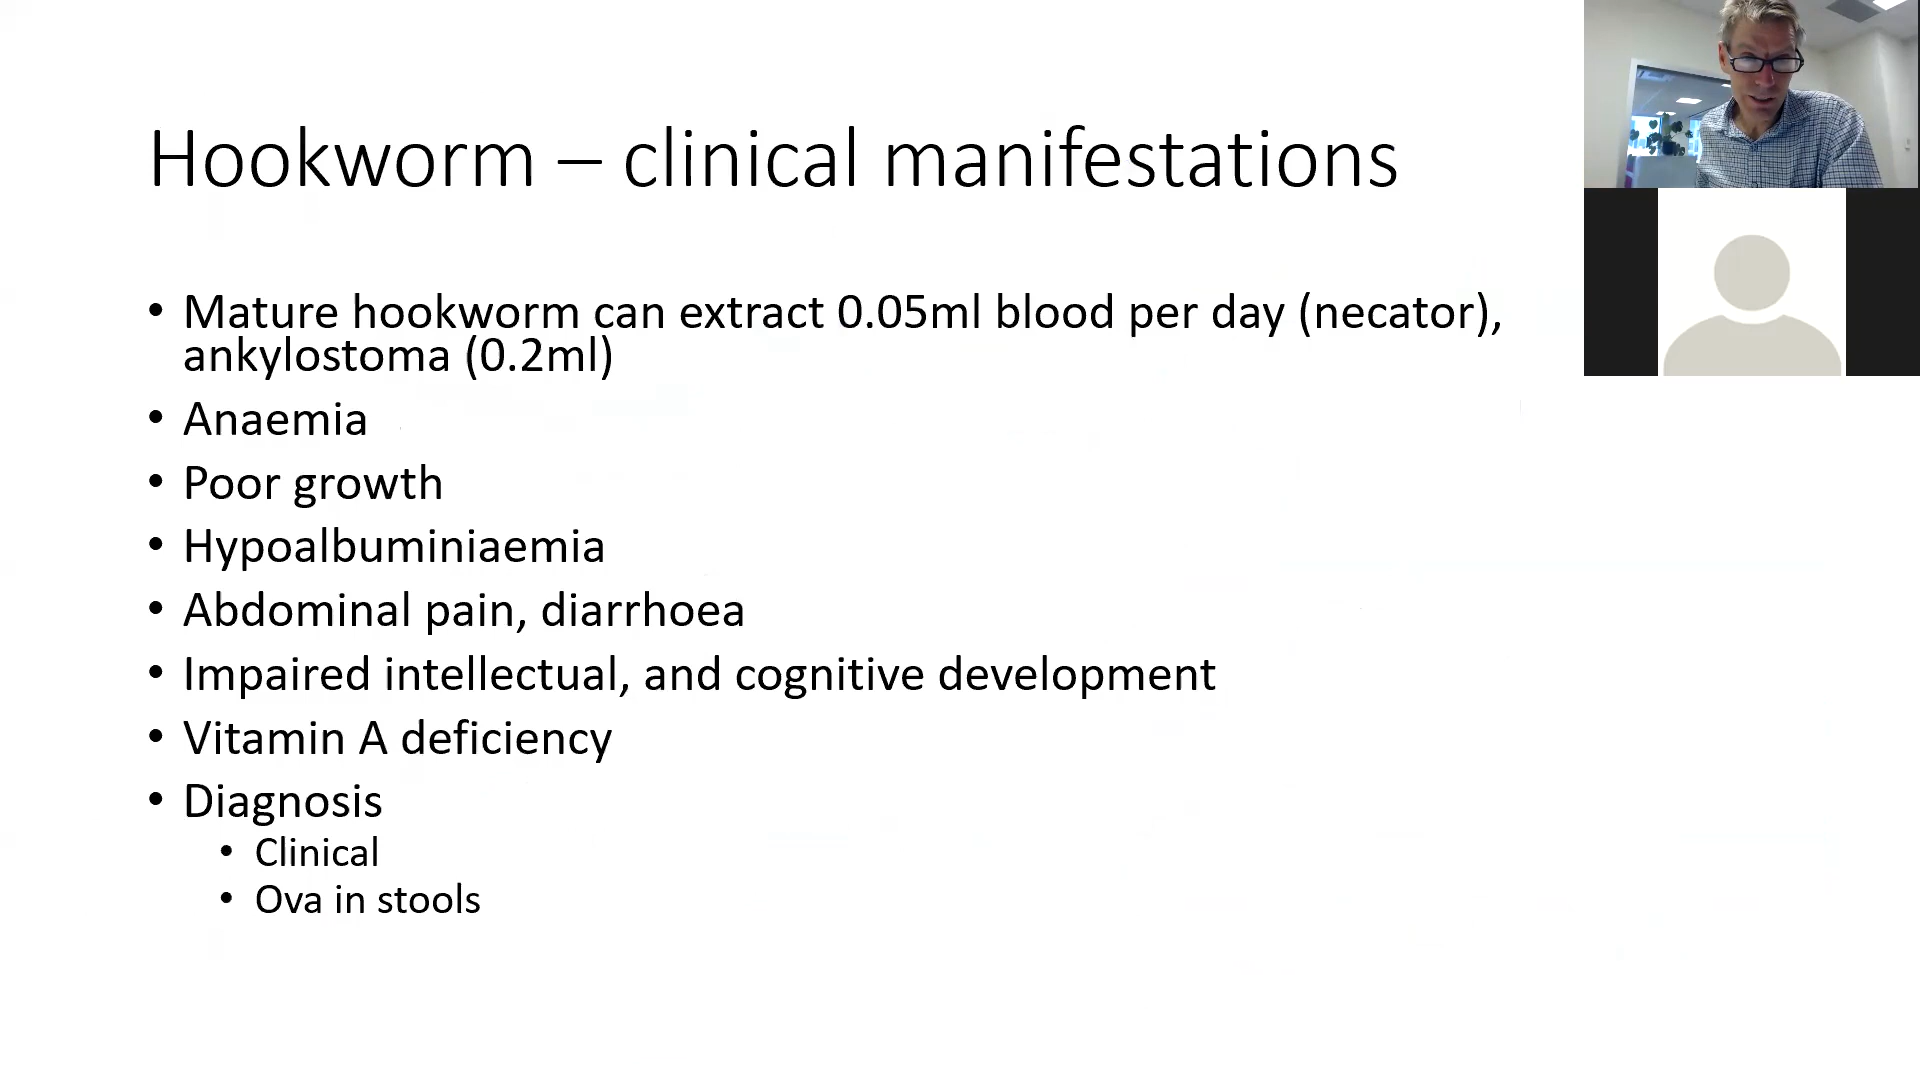 Hookworm – clinical manifestations
• Mature hookworm can extract 0.05ml blood per day (necator),
ankylostoma (0.2ml)
• Anaemia
• Poor growth
• Hypoalbuminiaemia
• Abdominal pain, diarrhoea
• Impaired intellectual, and cognitive development
• Vitamin A deficiency
• Diagnosis
• Clinical
• Ova in stools